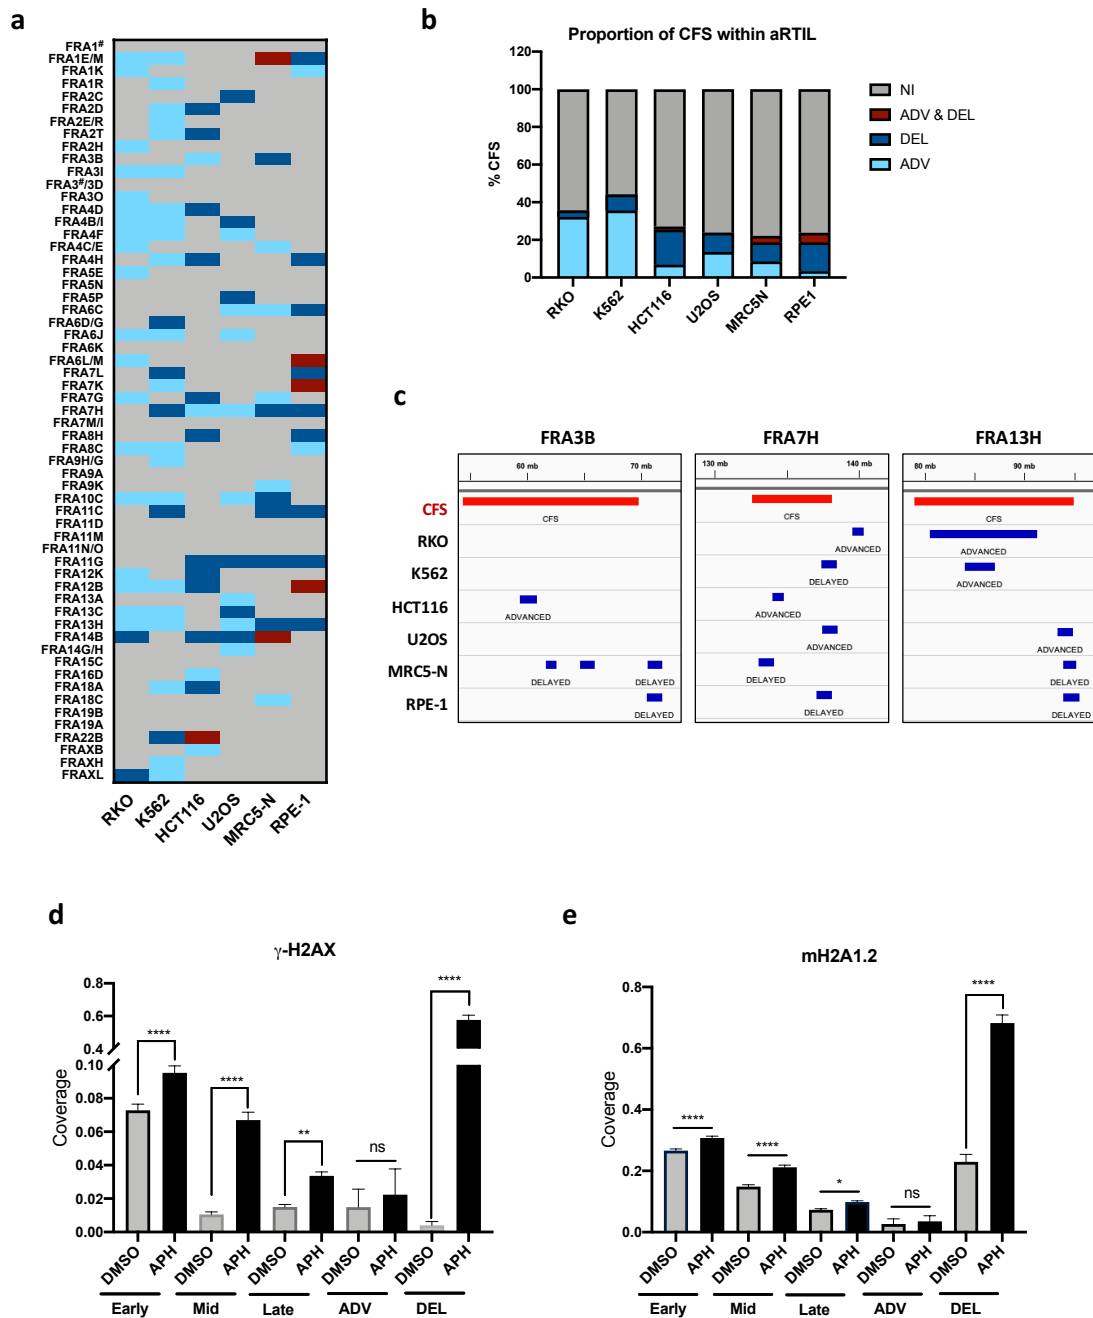 a
FRA1#
FRA1E/M
FRA1K
FRA1R
FRA2C
FRA2D
FRA2E/R
FRA2T
FRA2H
FRA3B
FRA3I
FRA3#/3D
FRA3O
FRA4D
FRA4B/I
FRA4F
FRA4C/E
FRA4H
FRA5E
FRA5N
FRA5P
FRA6C
FRA6D/G
FRA6J
FRA6K
FRA6L/M
FRA7L
FRA7K
FRA7G
FRA7H
FRA7M/I
FRA8H
FRA8C
FRA9H/G
FRA9A
FRA9K
FRA10C
FRA11C
FRA11D
FRA11M
FRA11N/O
FRA11G
FRA12K
FRA12B
FRA13A
FRA13C
FRA13H
FRA14B
FRA14G/H
FRA15C
FRA16D
FRA18A
FRA18C
FRA19B
FRA19A
FRA22B
FRAXB
FRAXH
FRAXL
RKO K562 HCT116 U2OS MRC5-N RPE-1
b
Proportion of CFS within aRTIL
% CFS
120
100
80
60
40
20
0
RKO K562 HCT116 U2OS MRC5N RPE1
NI
ADV & DEL
DEL
ADV
c
FRA3B FRA7H FRA13H
60 mb 70 mb 130 mb 140 mb 80 mb 90 mb
CFS
CFS CFS CFS
RKO
ADVANCED ADVANCED
K562
DELAYED ADVANCED
HCT116
ADVANCED ADVANCED
U2OS
ADVANCED ADVANCED
MRC5-N
DELAYED DELAYED DELAYED DELAYED
RPE-1
DELAYED DELAYED DELAYED
d
γ-H2AX
Coverage
0.8
0.6
0.4
0.10
0.08
0.06
0.04
0.02
0.00
**** **** ** ns ****
DMSO APH DMSO APH DMSO APH DMSO APH DMSO APH
Early Mid Late ADV DEL
e
mH2A1.2
Coverage
0.8
0.6
0.4
0.2
0.0
**** **** * ns ****
DMSO APH DMSO APH DMSO APH DMSO APH DMSO APH
Early Mid Late ADV DEL